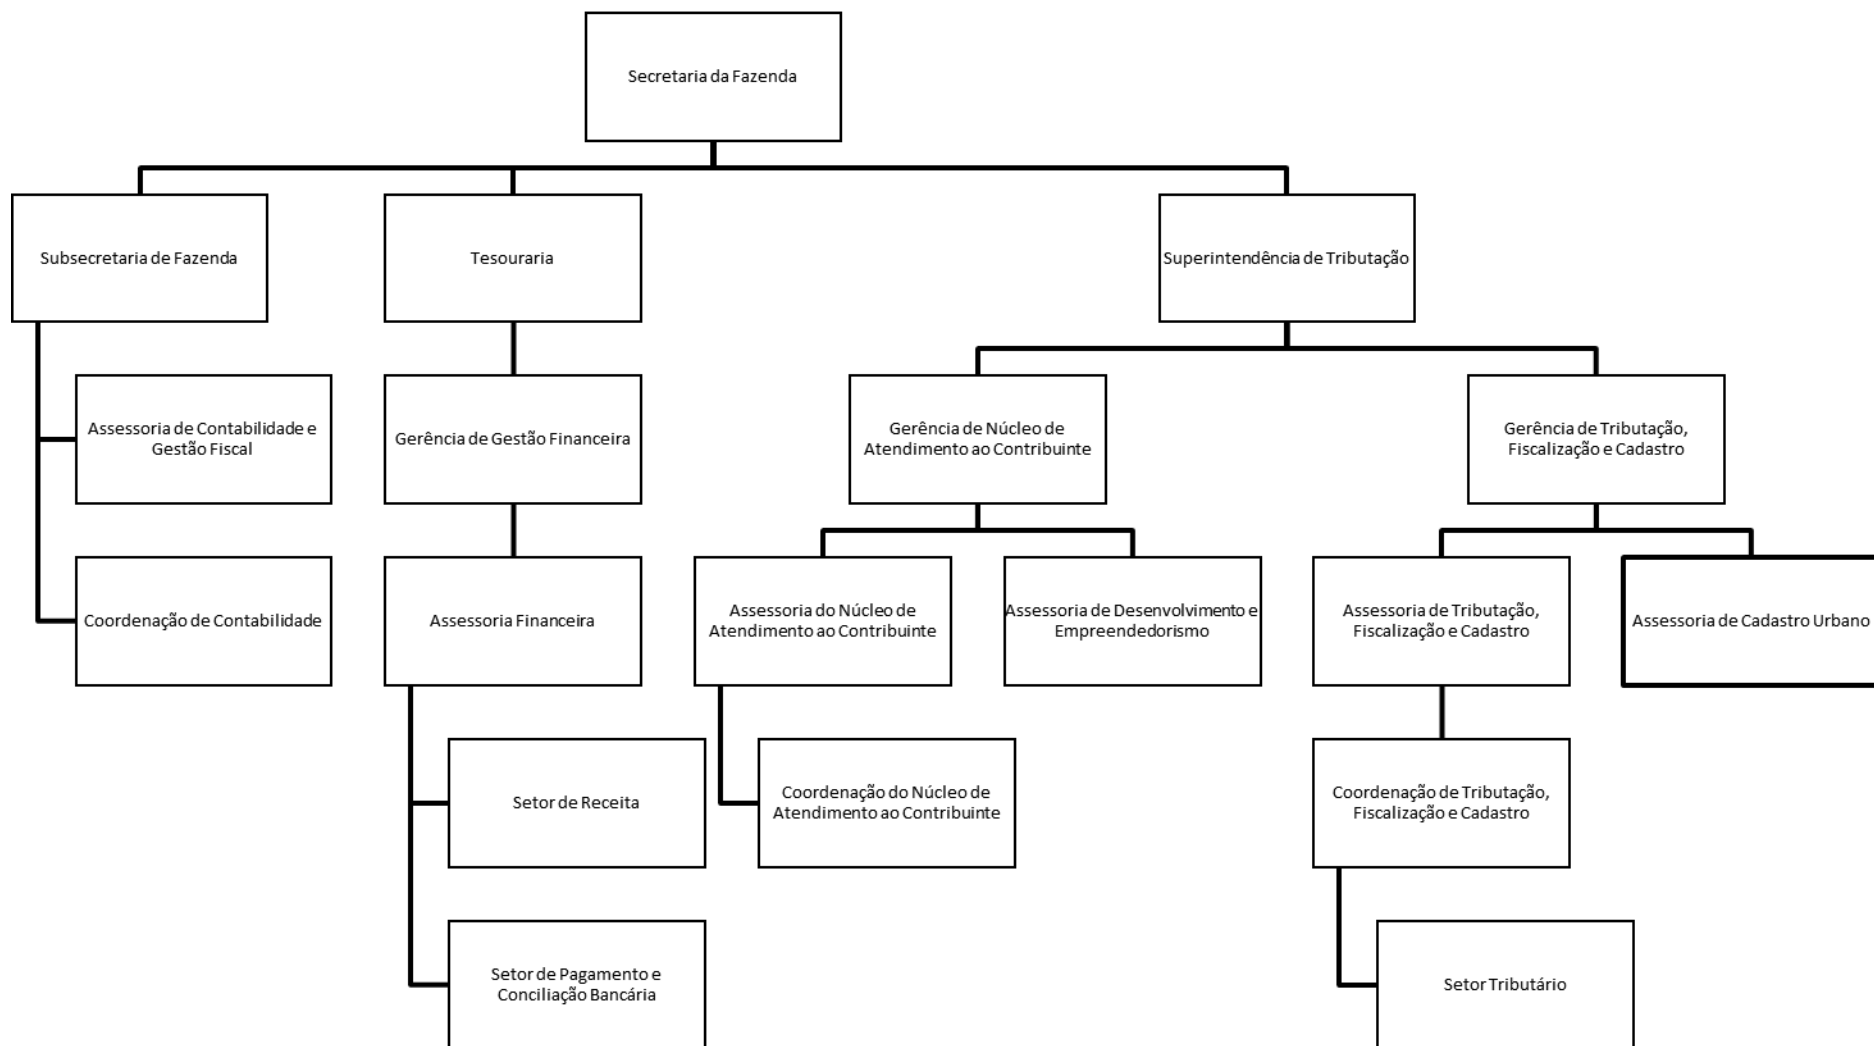 Secretaria da Fazenda
Subsecretaria de Fazenda
Tesouraria
Superintendência de Tributação
Assessoria de Contabilidade e
Gestão Fiscal
Gerência de Gestão Financeira
Gerência de Núcleo de
Atendimento ao Contribuinte
Gerência de Tributação,
Fiscalização e Cadastro
Coordenação de Contabilidade
Assessoria Financeira
Assessoria do Núcleo de
Atendimento ao Contribuinte
Assessoria de Desenvolvimento e
Empreendedorismo
Assessoria de Tributação,
Fiscalização e Cadastro
Assessoria de Cadastro Urbano
Setor de Receita
Coordenação do Núcleo de
Atendimento ao Contribuinte
Coordenação de Tributação,
Fiscalização e Cadastro
Setor de Pagamento e
Conciliação Bancária
Setor Tributário